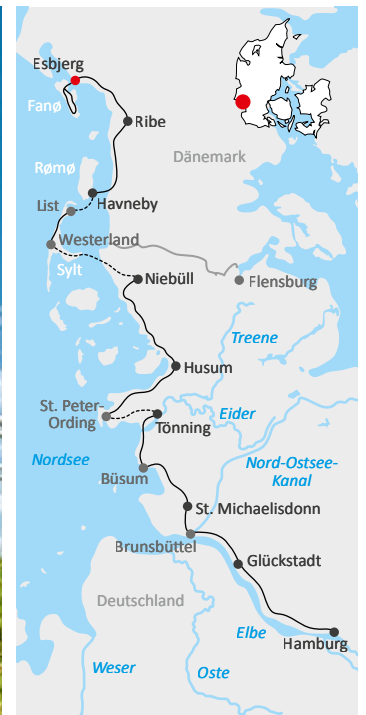 Esbjerg
Fanø
Ribe
Dänemark
Rømø
Havneby
List
Westerland
Sylt
Niebüll
Flensburg
Treene
Husum
St. Peter-
Ording
Eider
Tönning
Nordsee
Nord-Ostsee-
Kanal
Büsum
St. Michaelisdonn
Brunsbüttel
Glückstadt
Deutschland
Elbe
Hamburg
Weser
Oste